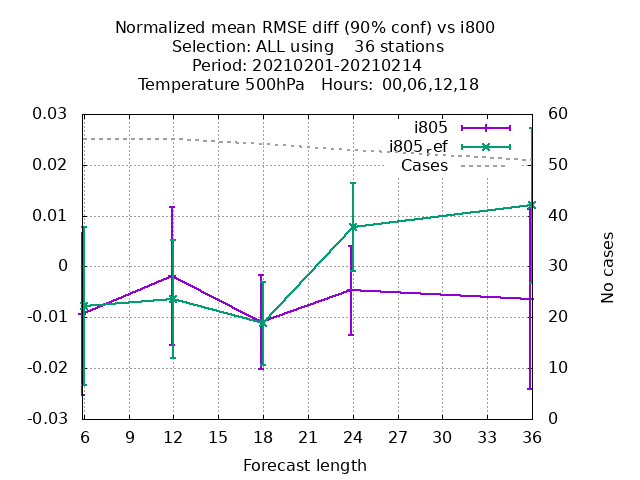 Normalized mean RMSE diff (90% conf) vs i800
Selection: ALL using    36 stations
Period: 20210201-20210214
Temperature 500hPa   Hours: 00,06,12,18
0.03
0.02
0.01
0
-0.01
-0.02
-0.03
60
50
40
30
20
10
0
i805
i805_ef
Cases
No cases
6 9 12 15 18 21 24 27 30 33 36
Forecast length